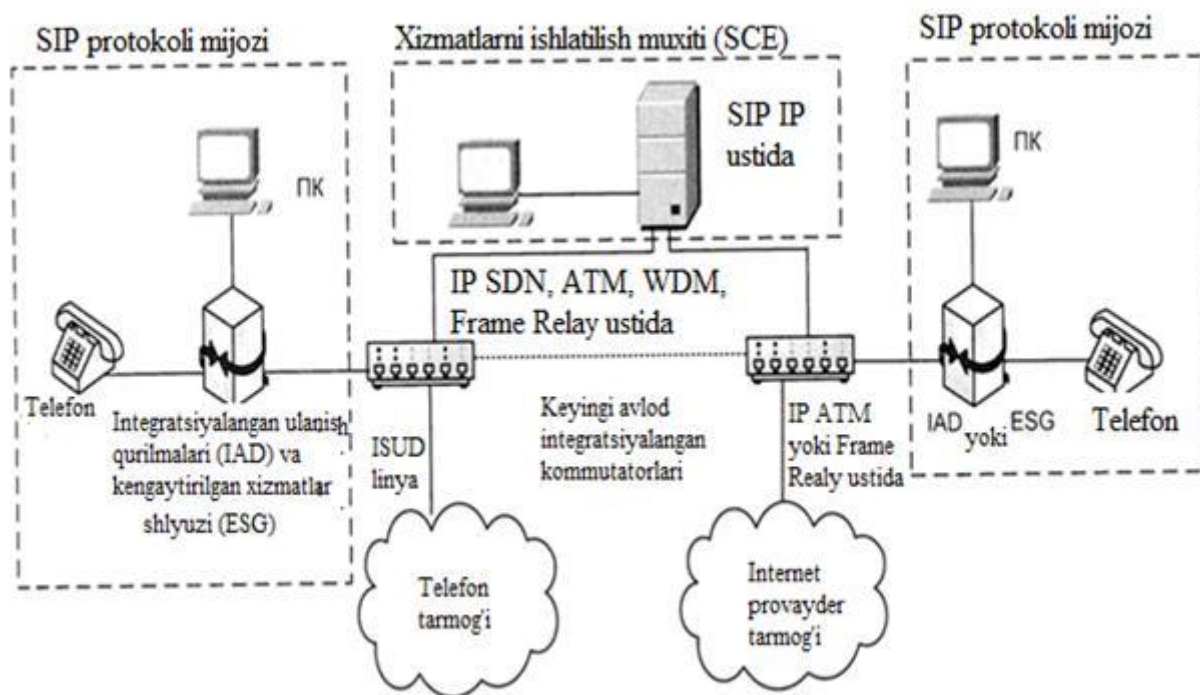 SIP protokoli mijozi
Xizmatlarni ishlatilish muxiti (SCE)
SIP protokoli mijozi
ПК
SIP IP
ustida
ПК
IP SDN, ATM, WDM,
Frame Relay ustida
Telefon
Integratsiyalangan ulanish
qurilmalari (IAD) va
kengaytirilgan xizmatlar
shlyuzi (ESG)
ISUD
linya
Keyingi avlod
integratsiyalangan
kommutatorlari
IP ATM
yoki Frame
Realy ustida
IAD yoki ESG
Telefon
Telefon
tarmog'i
Internet
provayder
tarmog'i